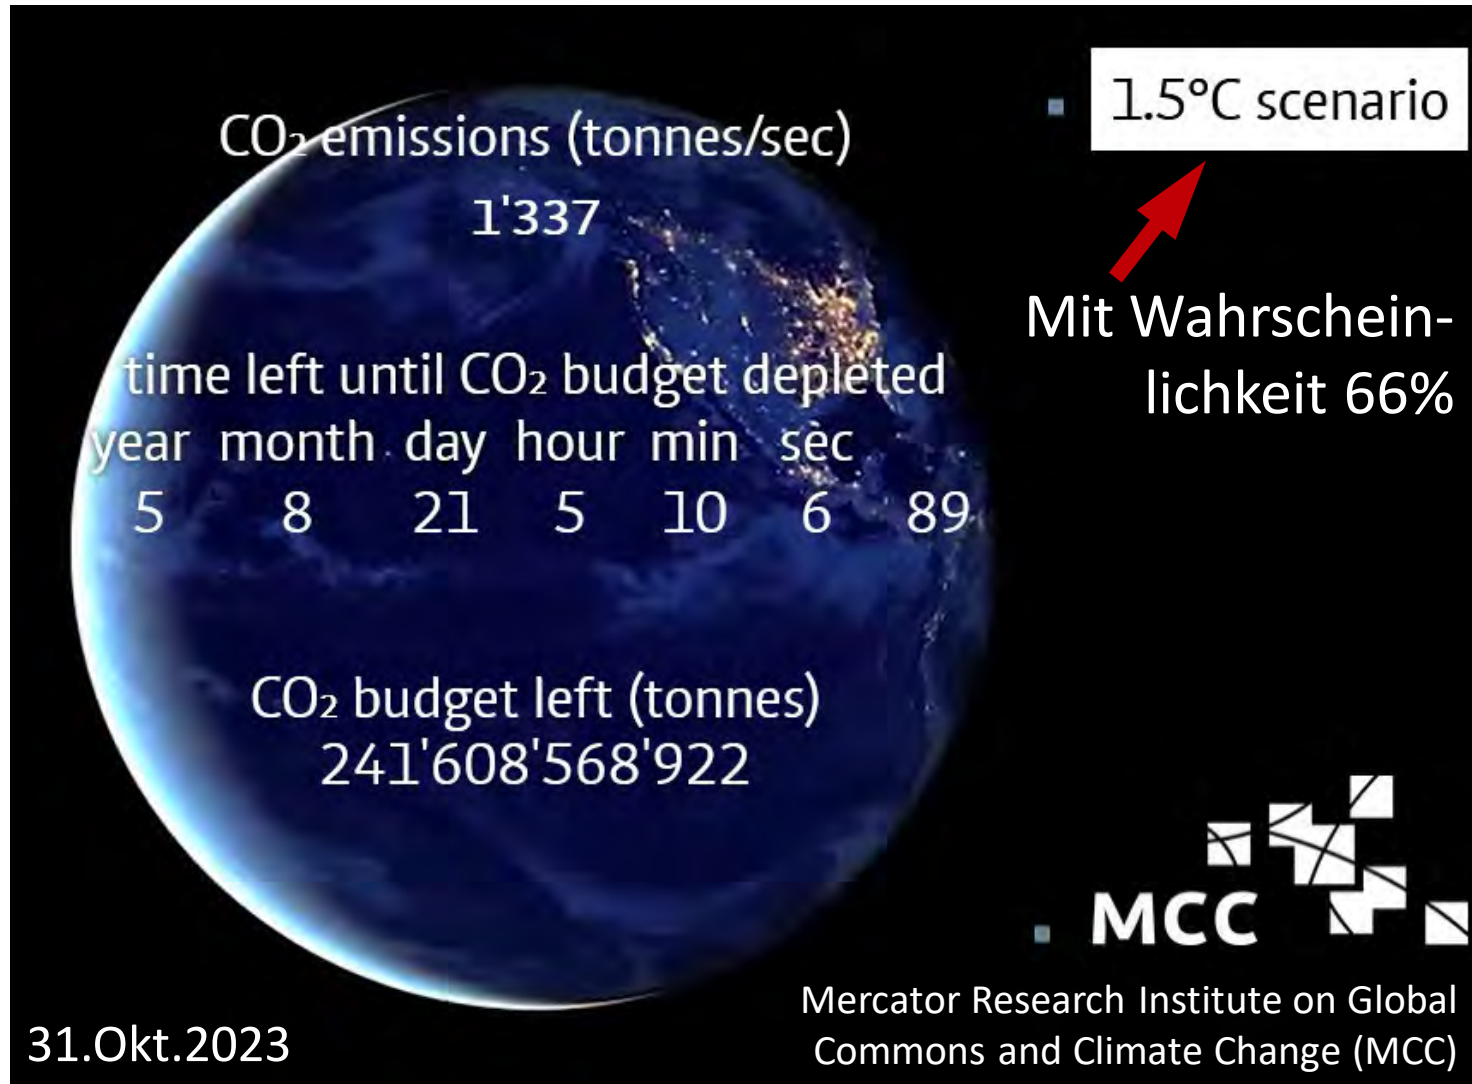 CO₂ emissions (tonnes/sec)
1'337
time left until CO₂ budget depleted
year month day hour min sec
5 8 21 5 10 6 89
CO₂ budget left (tonnes)
241'608'568'922
1.5°C scenario
Mit Wahrschein-
lichkeit 66%
MCC
Mercator Research Institute on Global
Commons and Climate Change (MCC)
31.Okt.2023